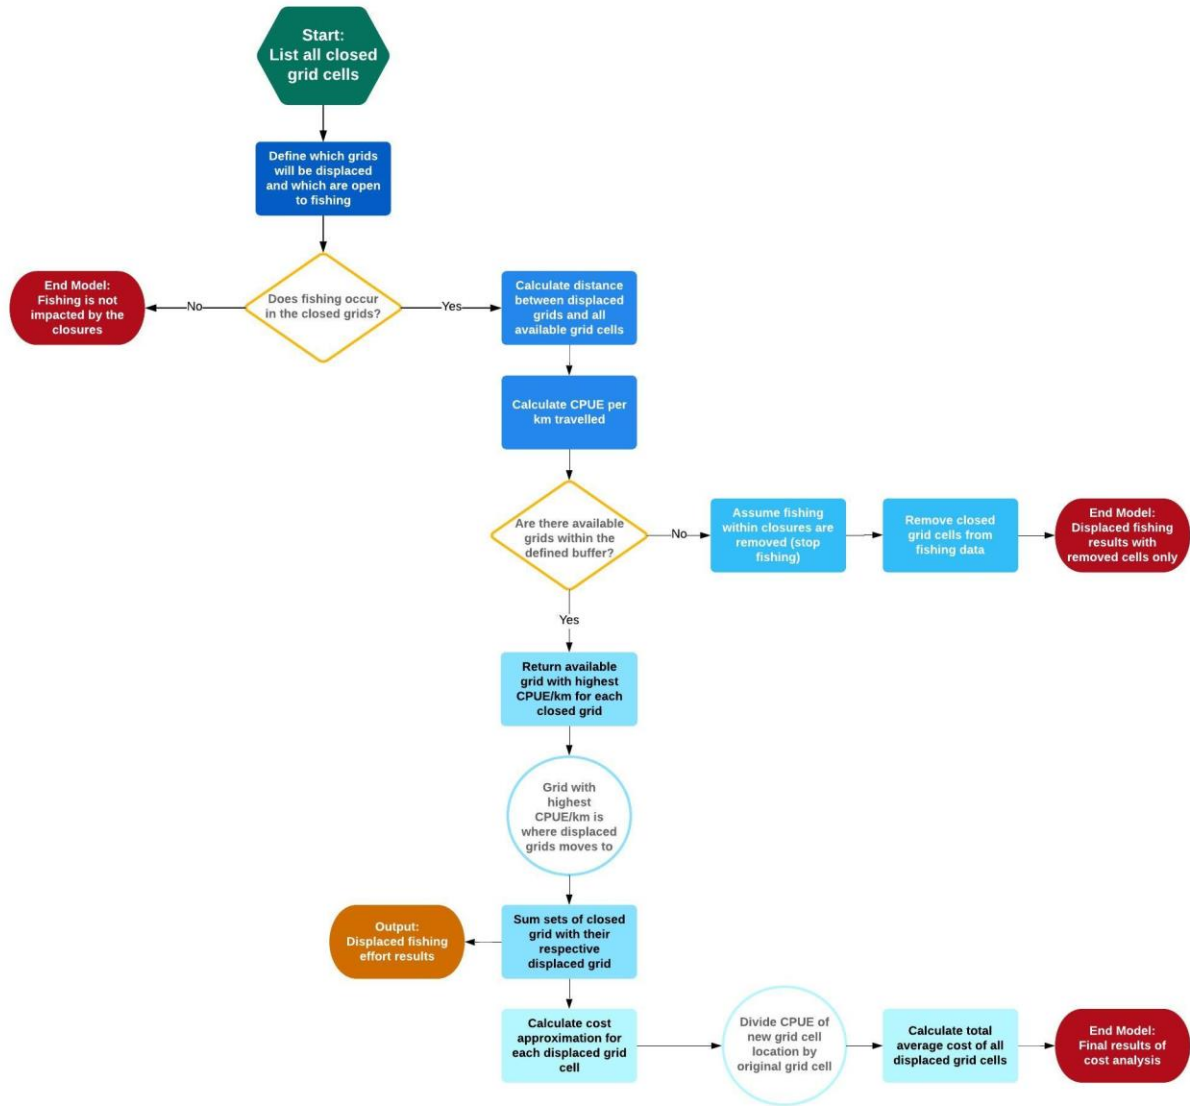 Start:
List all closed
grid cells
Define which grids
will be displaced
and which are open
to fishing
End Model:
Fishing is not
impacted by the
closures
No
Does fishing occur
in the closed grids?
Yes
Calculate distance
between displaced
grids and all
available grid cells
Calculate CPUE per
km travelled
Are there available
grids within the
defined buffer?
No
Assume fishing
within closures are
removed (stop
fishing)
Remove closed
grid cells from
fishing data
End Model:
Displaced fishing
results with
removed cells only
Yes
Return available
grid with highest
CPUE/km for each
closed grid
Grid with
highest
CPUE/km is
where displaced
grids moves to
Output:
Displaced fishing
effort results
Sum sets of closed
grid with their
respective
displaced grid
Calculate cost
approximation for
each displaced grid
cell
Divide CPUE of
new grid cell
location by
original grid cell
Calculate total
average cost of all
displaced grid cells
End Model:
Final results of
cost analysis